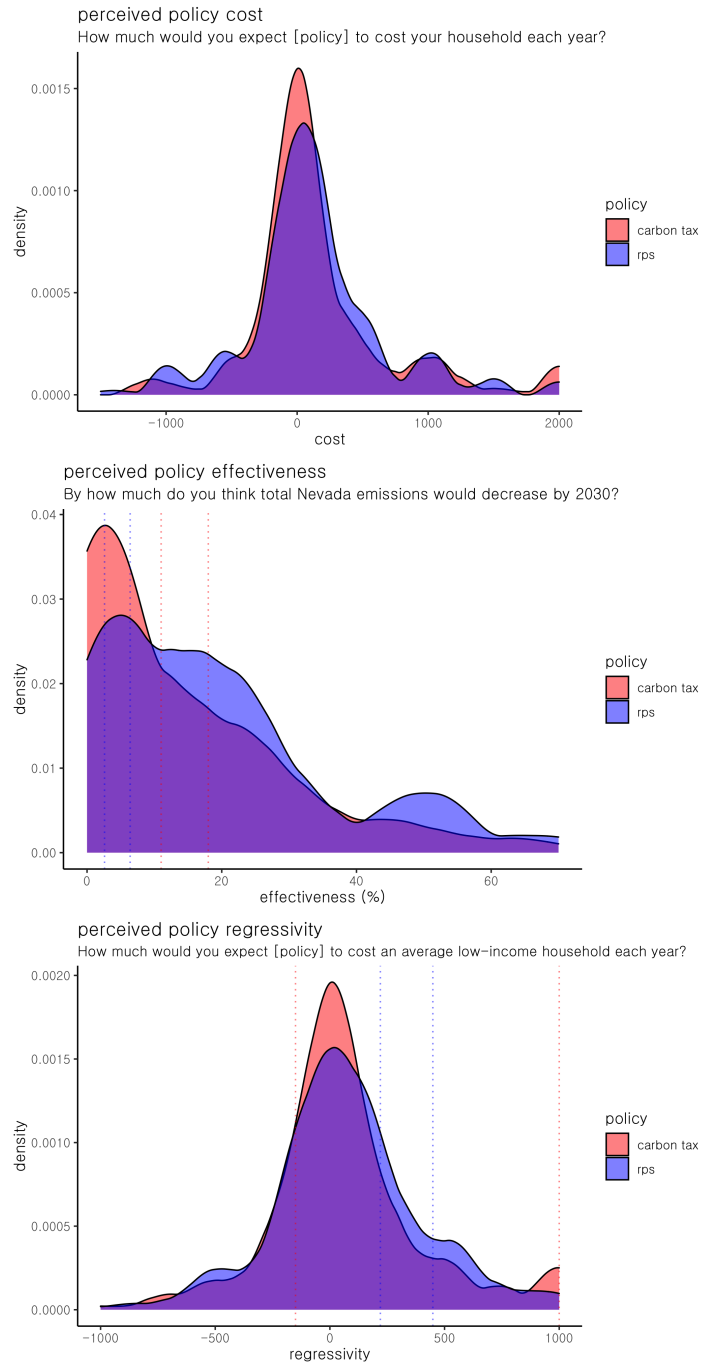 perceived policy cost
How much would you expect [policy] to cost your household each year?
0.0015
0.0010
0.0005
0.0000
density
−1000
0
1000
2000
cost
policy
carbon tax
rps
perceived policy effectiveness
By how much do you think total Nevada emissions would decrease by 2030?
0.04
0.03
0.02
0.01
0.00
density
0
20
40
60
effectiveness (%)
policy
carbon tax
rps
perceived policy regressivity
How much would you expect [policy] to cost an average low−income household each year?
0.0020
0.0015
0.0010
0.0005
0.0000
density
−1000
−500
0
500
1000
regressivity
policy
carbon tax
rps